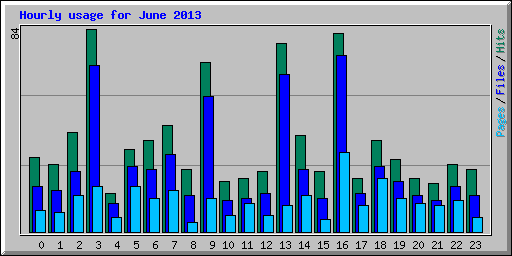 Hourly usage for June 2013
84
Pages / Files / Hits
0 1 2 3 4 5 6 7 8 9 10 11 12 13 14 15 16 17 18 19 20 21 22 23